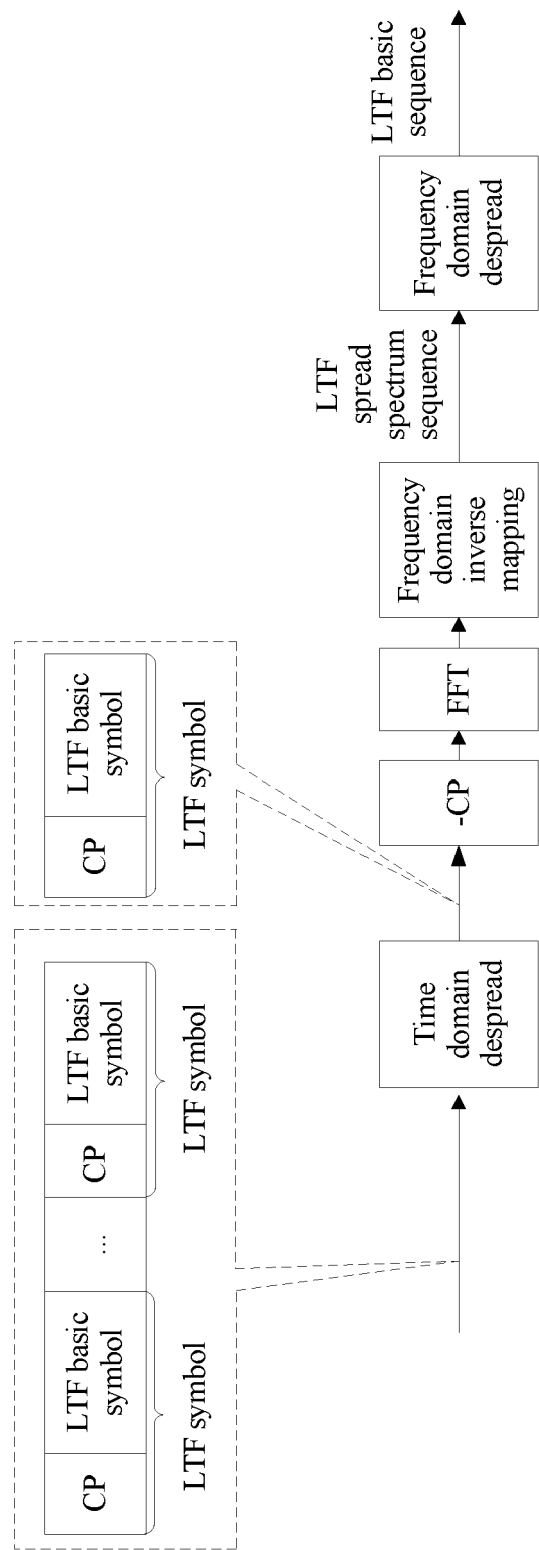 CP
LTF basic
symbol
...
CP
LTF basic
symbol
LTF symbol
LTF symbol
CP
LTF basic
symbol
LTF symbol
Time
domain
despread
-CP
FFT
Frequency
domain
inverse
mapping
LTF
spread
spectrum
sequence
Frequency
domain
despread
LTF basic
sequence